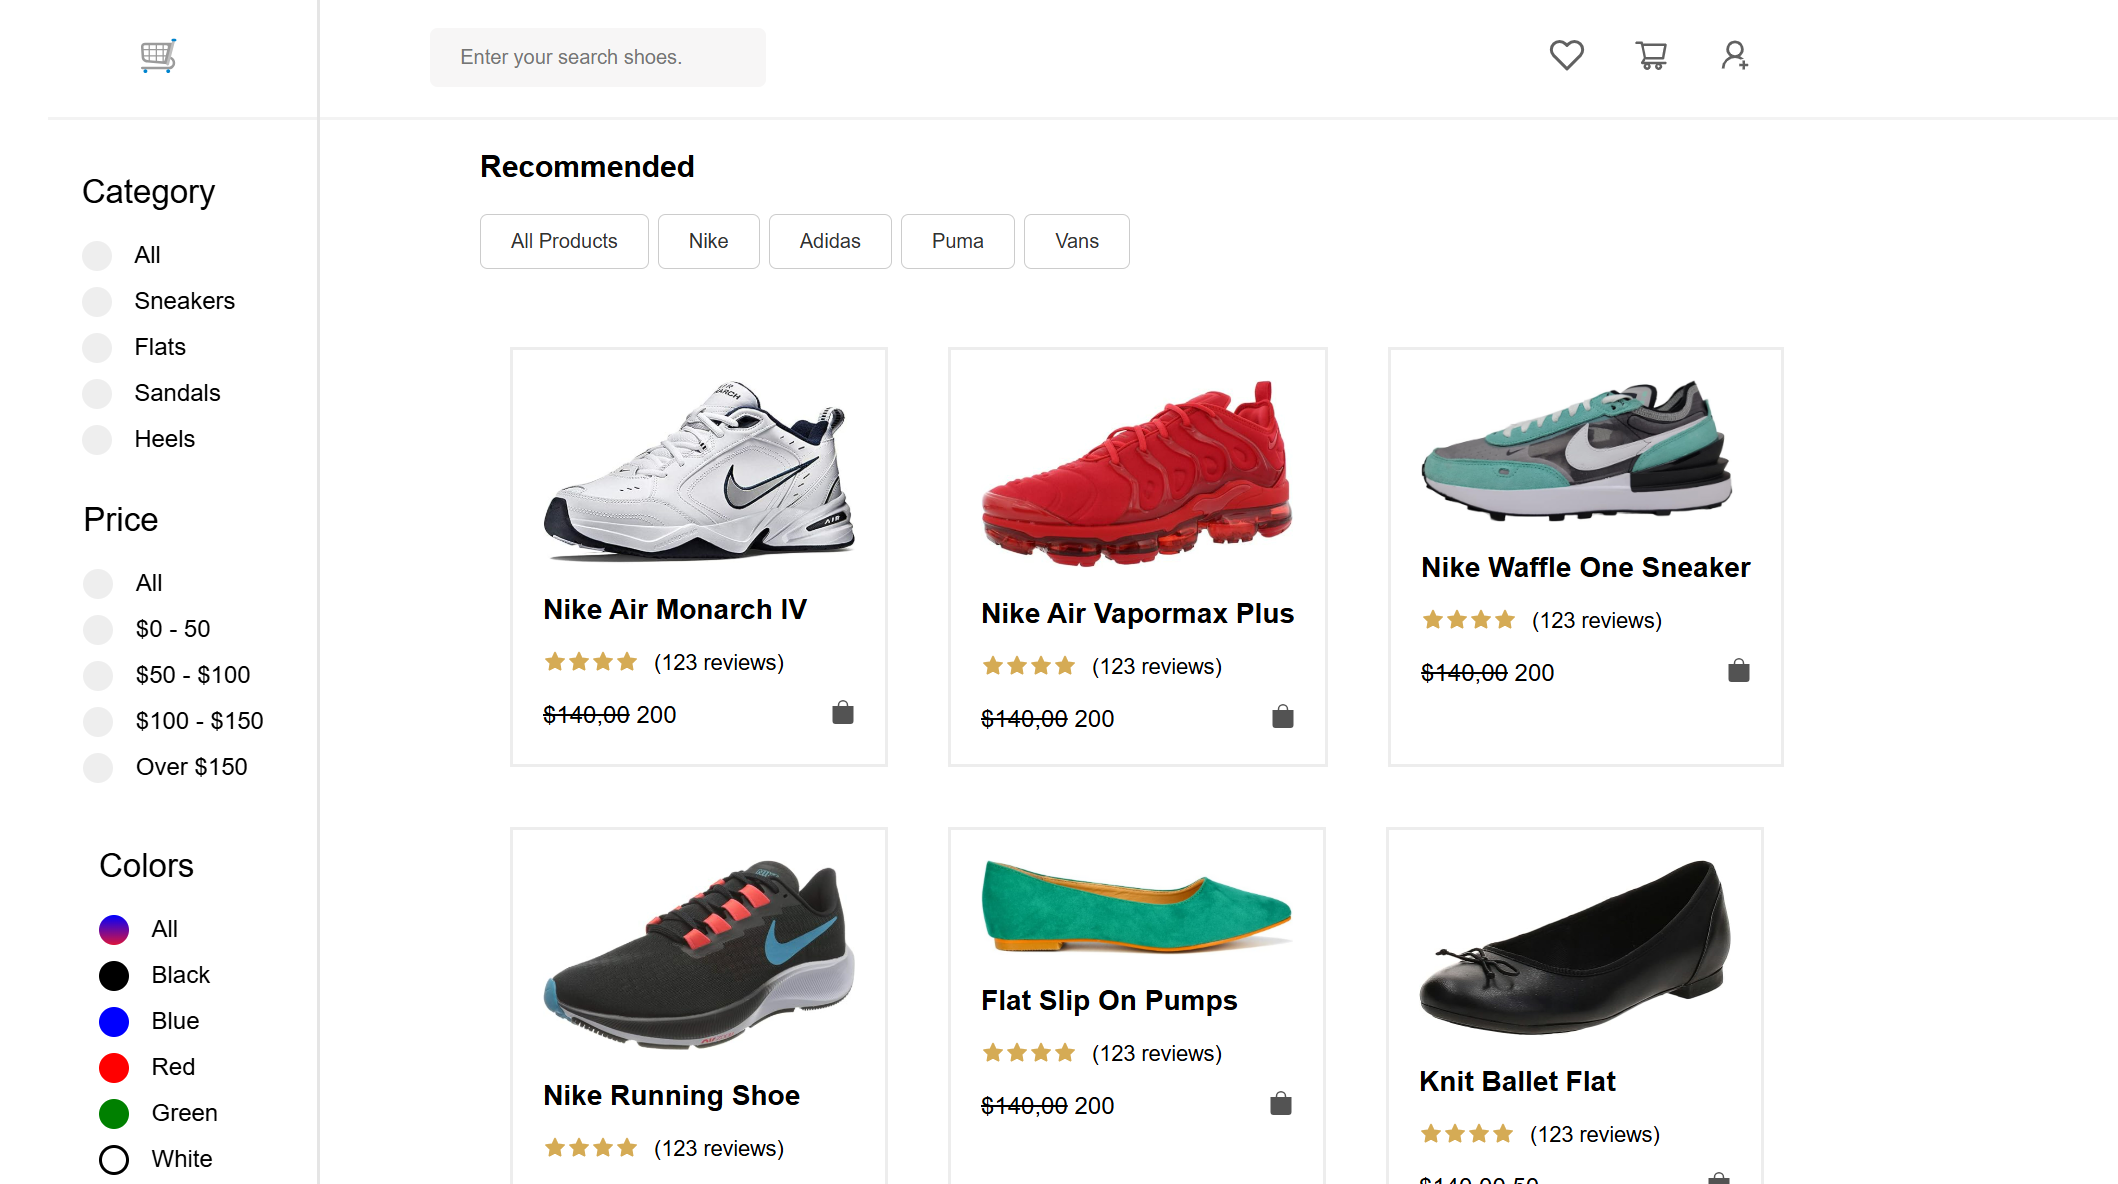 Enter your search shoes.
Category
All
Sneakers
Flats
Sandals
Heels
Price
All
$0 - 50
$50 - $100
$100 - $150
Over $150
Colors
All
Black
Blue
Red
Green
White
Recommended
All Products Nike Adidas Puma Vans
Nike Air Monarch IV
(123 reviews)
$140,00 200
Nike Air Vapormax Plus
(123 reviews)
$140,00 200
Nike Waffle One Sneaker
(123 reviews)
$140,00 200
Nike Running Shoe
(123 reviews)
Flat Slip On Pumps
(123 reviews)
$140,00 200
Knit Ballet Flat
(123 reviews)
$140,00 50
AIR